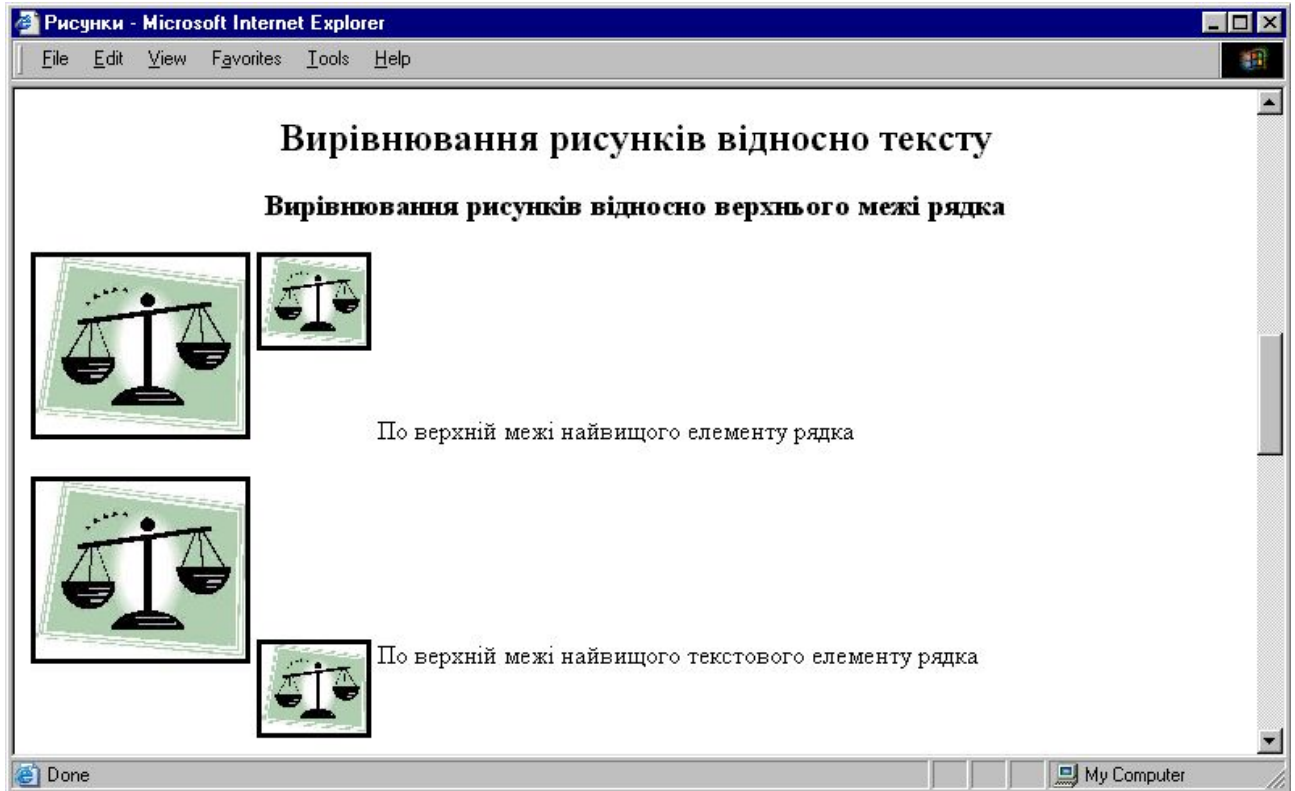 Рисунки - Microsoft Internet Explorer
File Edit View Favorites Tools Help
Вирівнювання рисунків відносно тексту
Вирівнювання рисунків відносно верхнього межі рядка
По верхній межі найвищого елементу рядка
По верхній межі найвищого текстового елементу рядка
Done My Computer